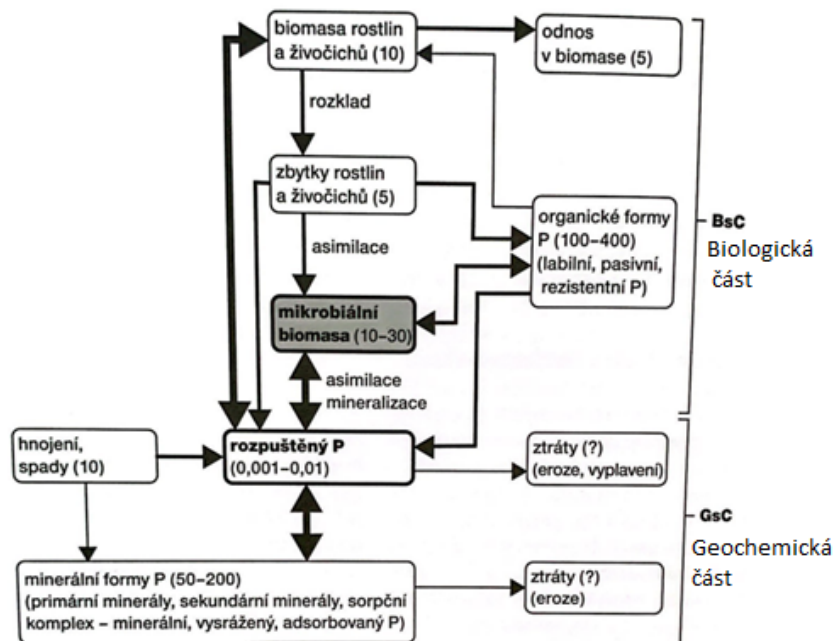 biomasa rostlin
a živočichů (10)
odnos
v biomase (5)
rozklad
zbytky rostlin
a živočichů (5)
organické formy
P (100–400)
(labilní, pasivní,
rezistentní P)
BsC
Biologická
část
asimilace
mikrobiální
biomasa (10–30)
asimilace
mineralizace
hnojení,
spady (10)
rozpuštěný P
(0,001–0,01)
ztráty (?)
(eroze, vyplavení)
GsC
Geochemická
část
minerální formy P (50–200)
(primární minerály, sekundární minerály, sorpční
komplex – minerální, vysrážený, adsorbovaný P)
ztráty (?)
(eroze)